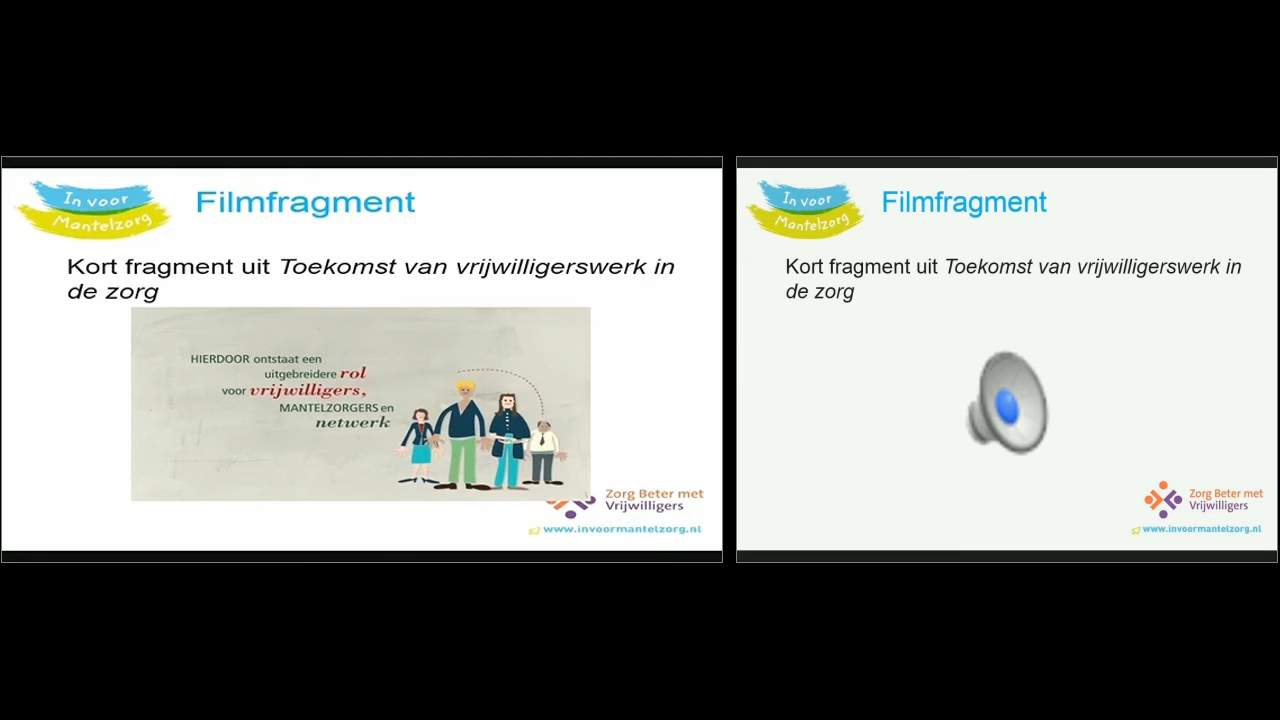 In voor
Mantelzorg
Filmfragment
Kort fragment uit Toekomst van vrijwilligerswerk in
de zorg
HIERDOOR ontstaat een
uitgebreidere rol
voor vrijwilligers,
MANTELZORGERS en
netwerk
Zorg Beter met
Vrijwilligers
www.invoormantelzorg.nl
In voor
Mantelzorg
Filmfragment
Kort fragment uit Toekomst van vrijwilligerswerk in
de zorg
Zorg Beter met
Vrijwilligers
www.invoormantelzorg.nl